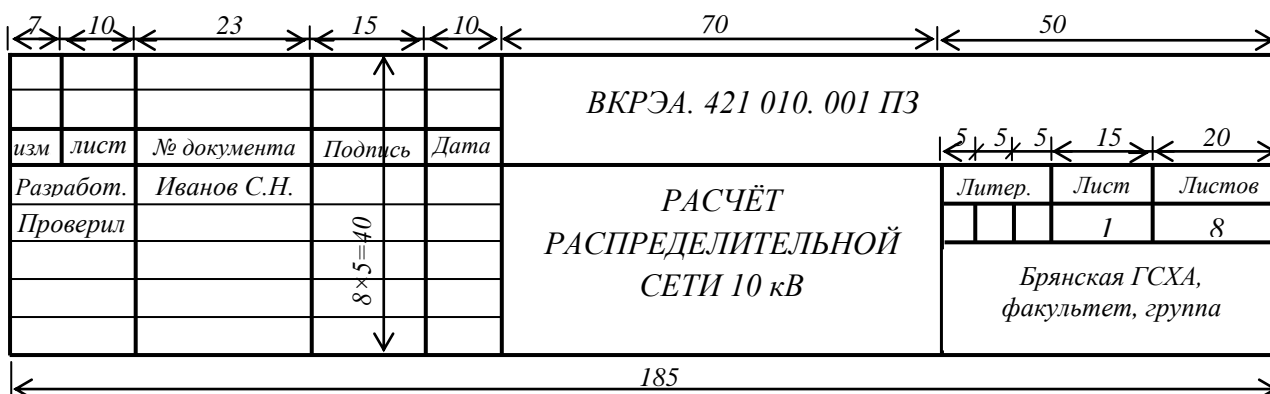 7 10 23 15 10 70 50
ВКРЭА. 421 010. 001 ПЗ
5 5 5 15 20
изм лист № документа Подпись Дата
Разработ. Иванов С.Н.
Проверил
8×5=40
РАСЧЁТ
РАСПРЕДЕЛИТЕЛЬНОЙ
СЕТИ 10 кВ
Литер. Лист Листов
1 8
Брянская ГСХА,
факультет, группа
185